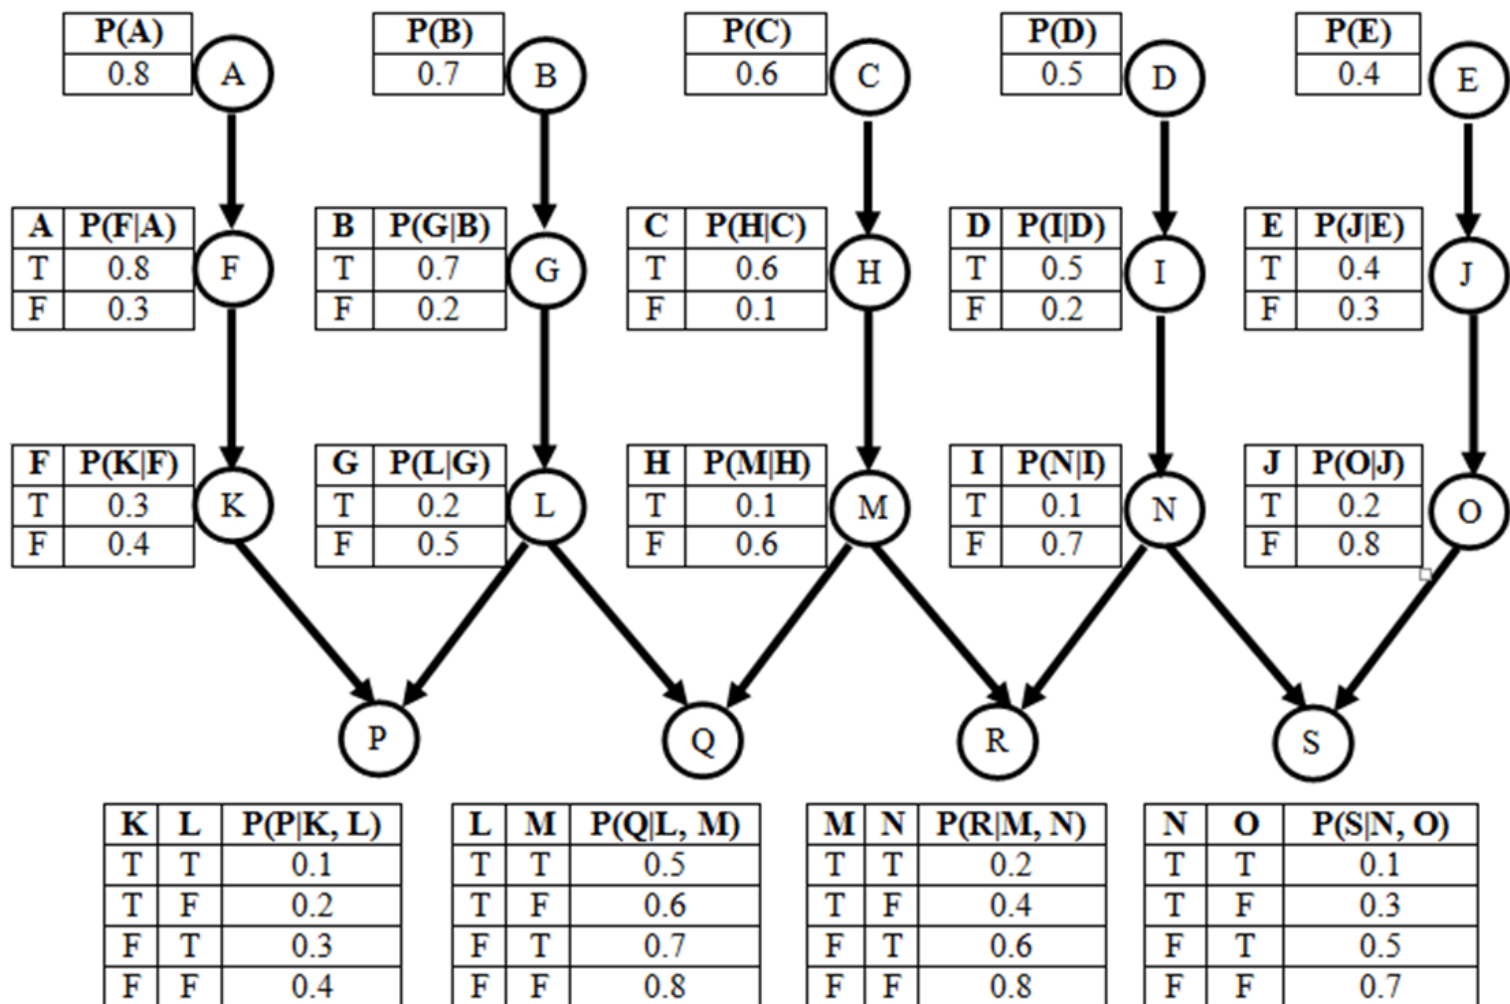 P(A) P(B) P(C) P(D) P(E)
0.8 A 0.7 B 0.6 C 0.5 D 0.4 E
A P(F|A) B P(G|B) C P(H|C) D P(I|D) E P(J|E)
T 0.8 F T 0.7 G T 0.6 H T 0.5 I T 0.4 J
F 0.3 F 0.2 F 0.1 F 0.2 F 0.3
F P(K|F) G P(L|G) H P(M|H) I P(N|I) J P(O|J)
T 0.3 K T 0.2 L T 0.1 M T 0.1 N T 0.2 O
F 0.4 F 0.5 F 0.6 F 0.7 F 0.8
P Q R S
K L P(P|K, L) L M P(Q|L, M) M N P(R|M, N) N O P(S|N, O)
T T 0.1 T T 0.5 T T 0.2 T T 0.1
T F 0.2 T F 0.6 T F 0.4 T F 0.3
F T 0.3 F T 0.7 F T 0.6 F T 0.5
F F 0.4 F F 0.8 F F 0.8 F F 0.7